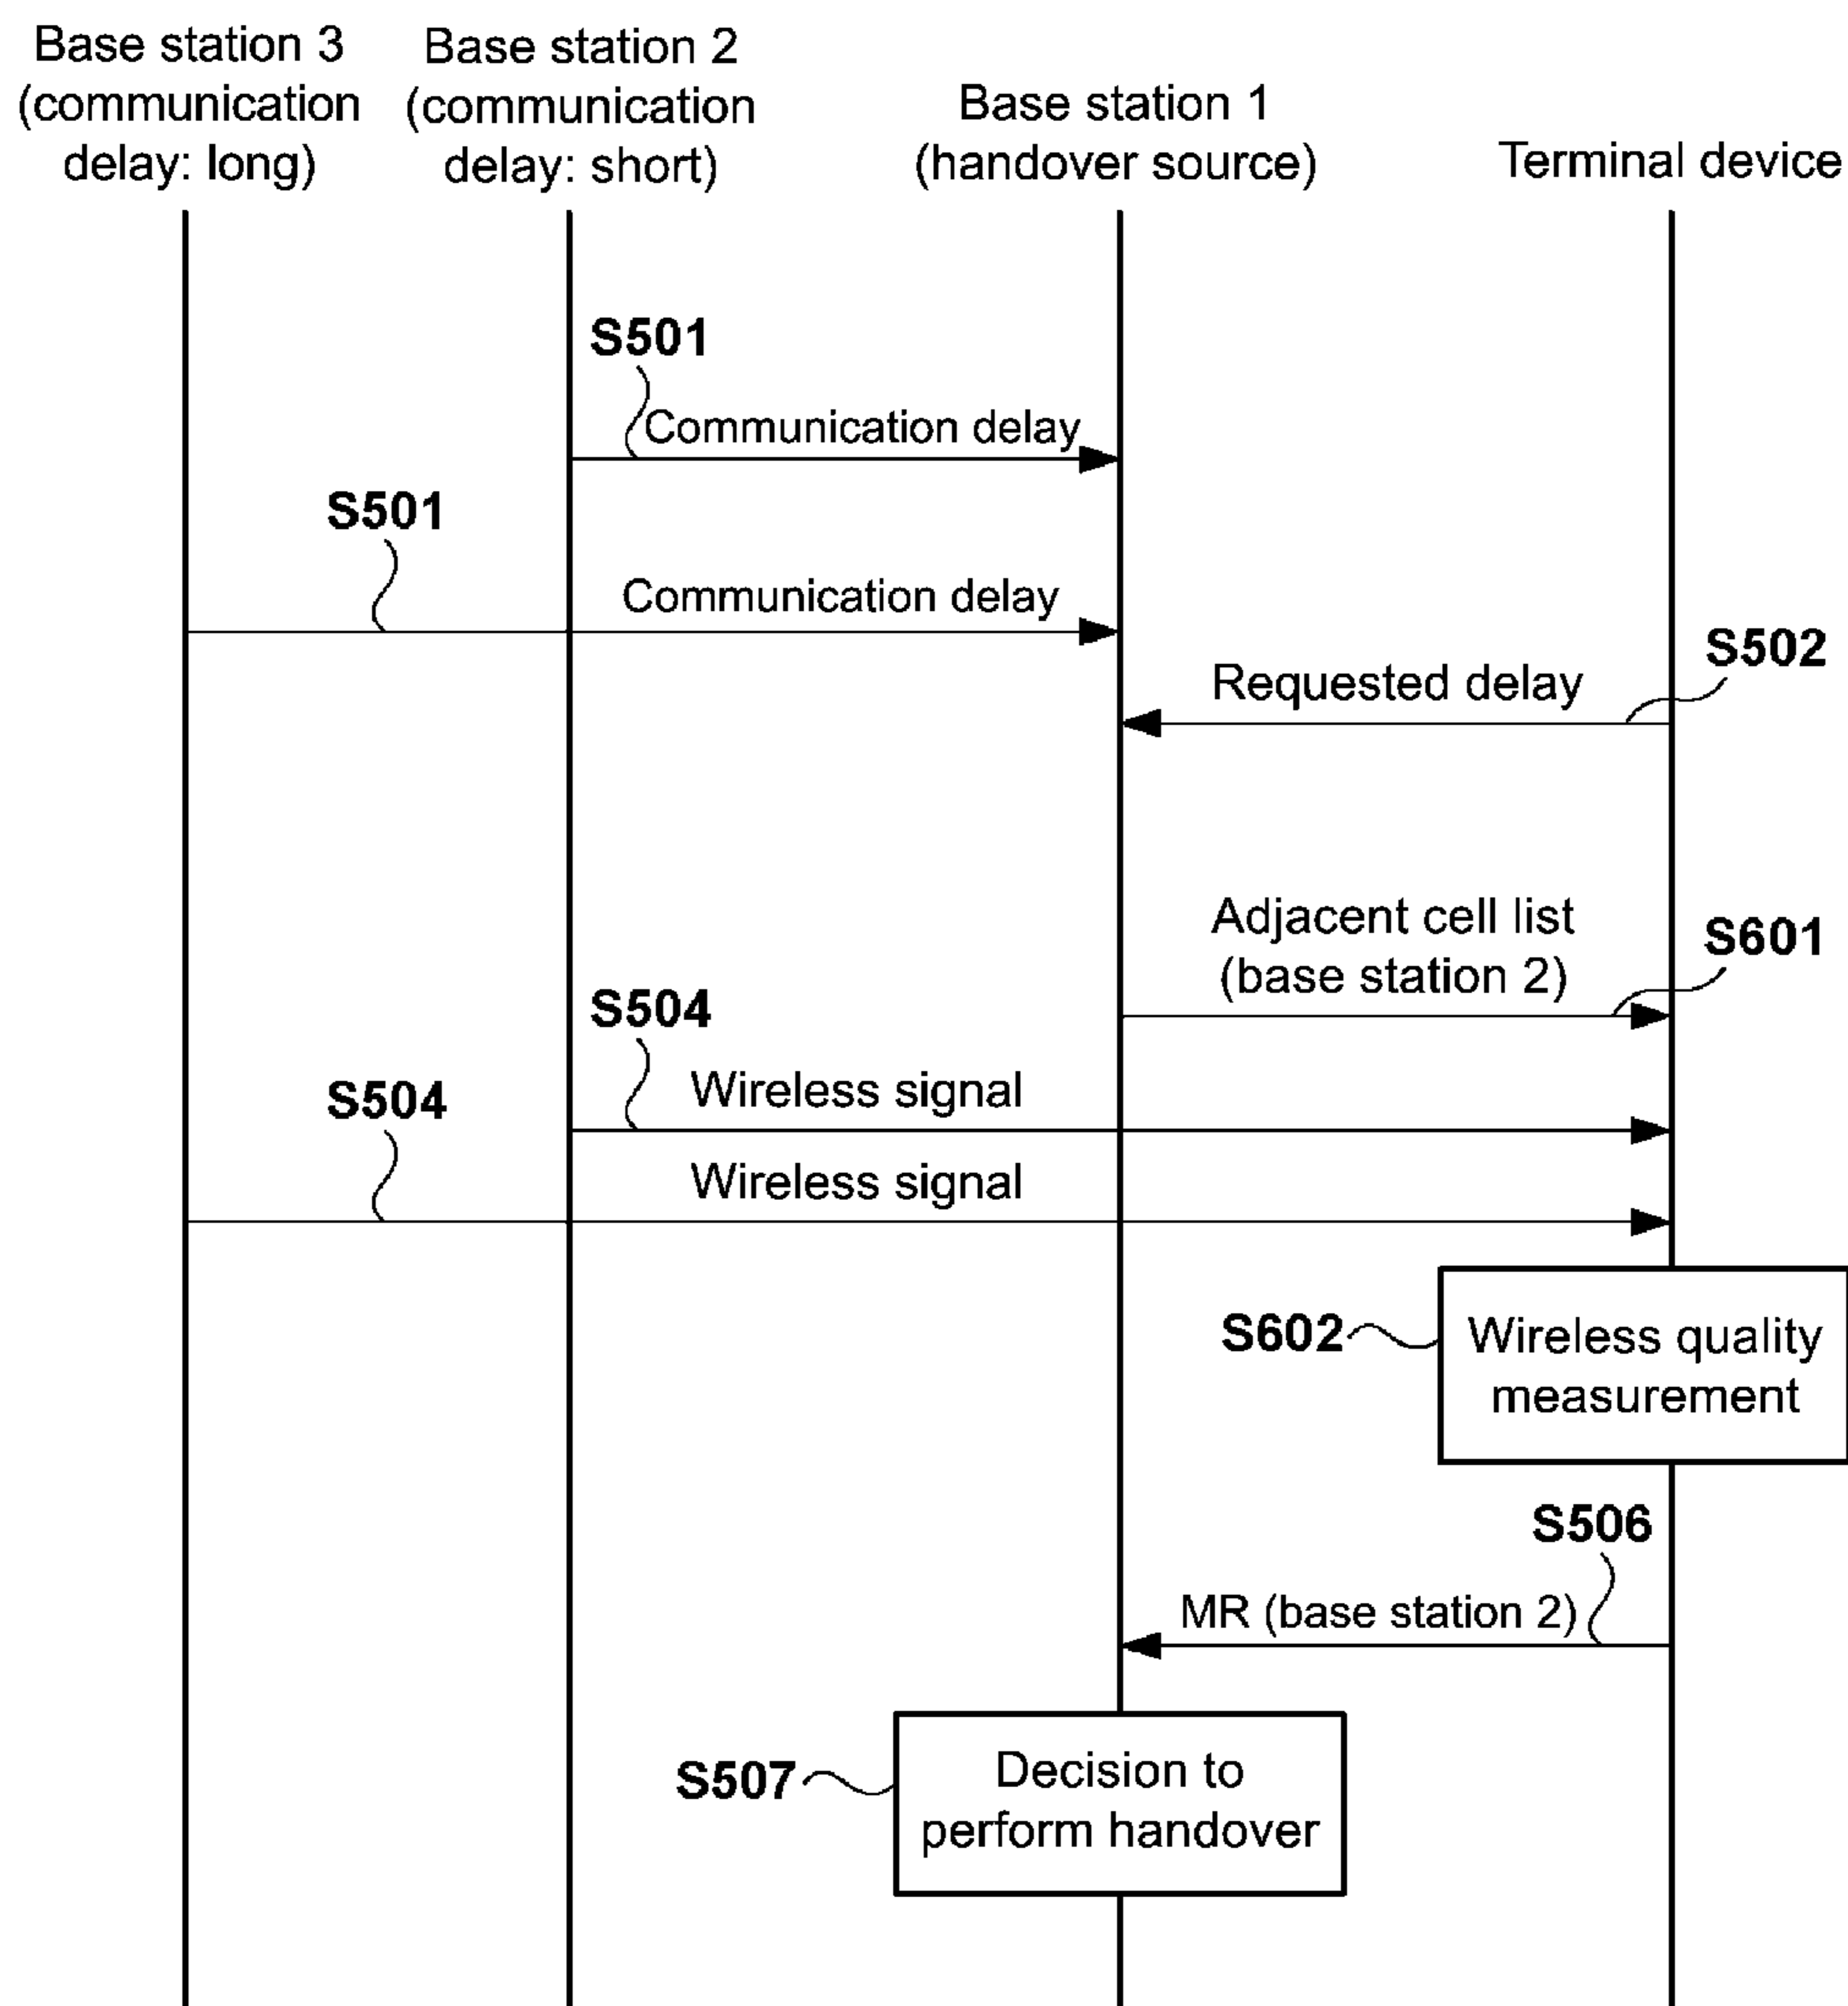 Base station 3
(communication
delay: long)
Base station 2
(communication
delay: short)
Base station 1
(handover source)
Terminal device
S501
Communication delay
S501
Communication delay
S502
Requested delay
Adjacent cell list
(base station 2)
S601
S504
Wireless signal
S504
Wireless signal
S602
Wireless quality
measurement
S506
MR (base station 2)
S507
Decision to
perform handover